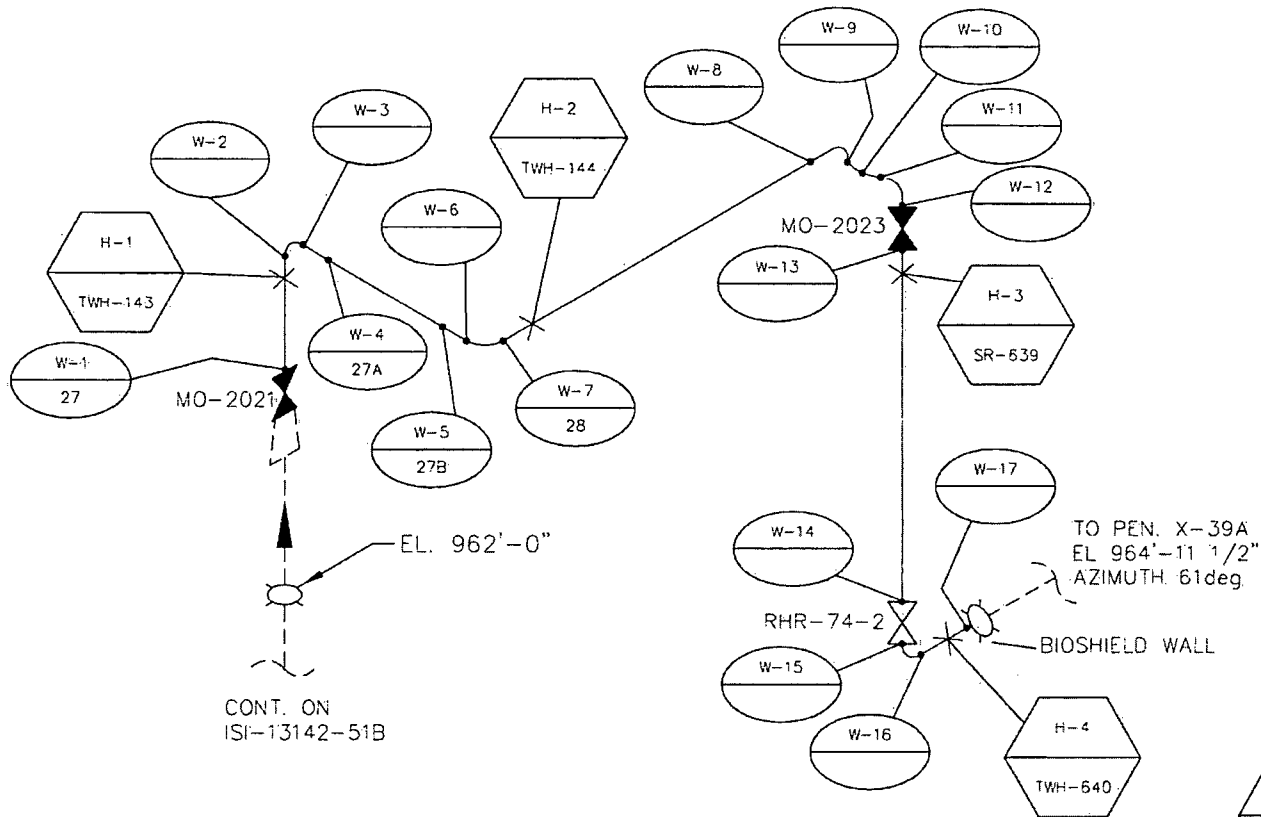 W-9
W-10
W-8
W-3
H-2
W-11
W-2
TWH-144
W-12
W-6
H-1
MO-2023
W-13
TWH-143
H-3
W-4
27A
SR-639
W-1
27
MO-2021
W-7
28
W-5
27B
W-17
W-14
TO PEN. X-39A
EL 964'-11 1/2"
AZIMUTH 61deg.
EL. 962'-0"
RHR-74-2
BIOSHIELD WALL
W-15
CONT. ON
ISI-13142-51B
W-16
H-4
TWH-640